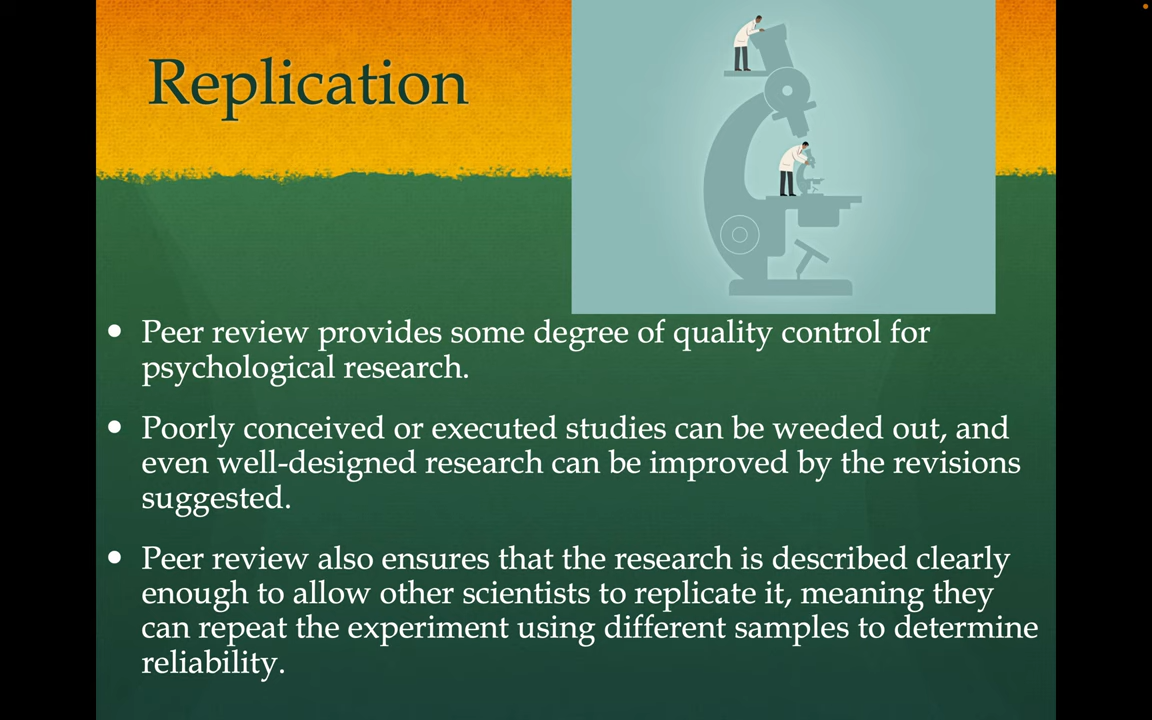 Replication
• Peer review provides some degree of quality control for
psychological research.
• Poorly conceived or executed studies can be weeded out, and
even well-designed research can be improved by the revisions
suggested.
• Peer review also ensures that the research is described clearly
enough to allow other scientists to replicate it, meaning they
can repeat the experiment using different samples to determine
reliability.